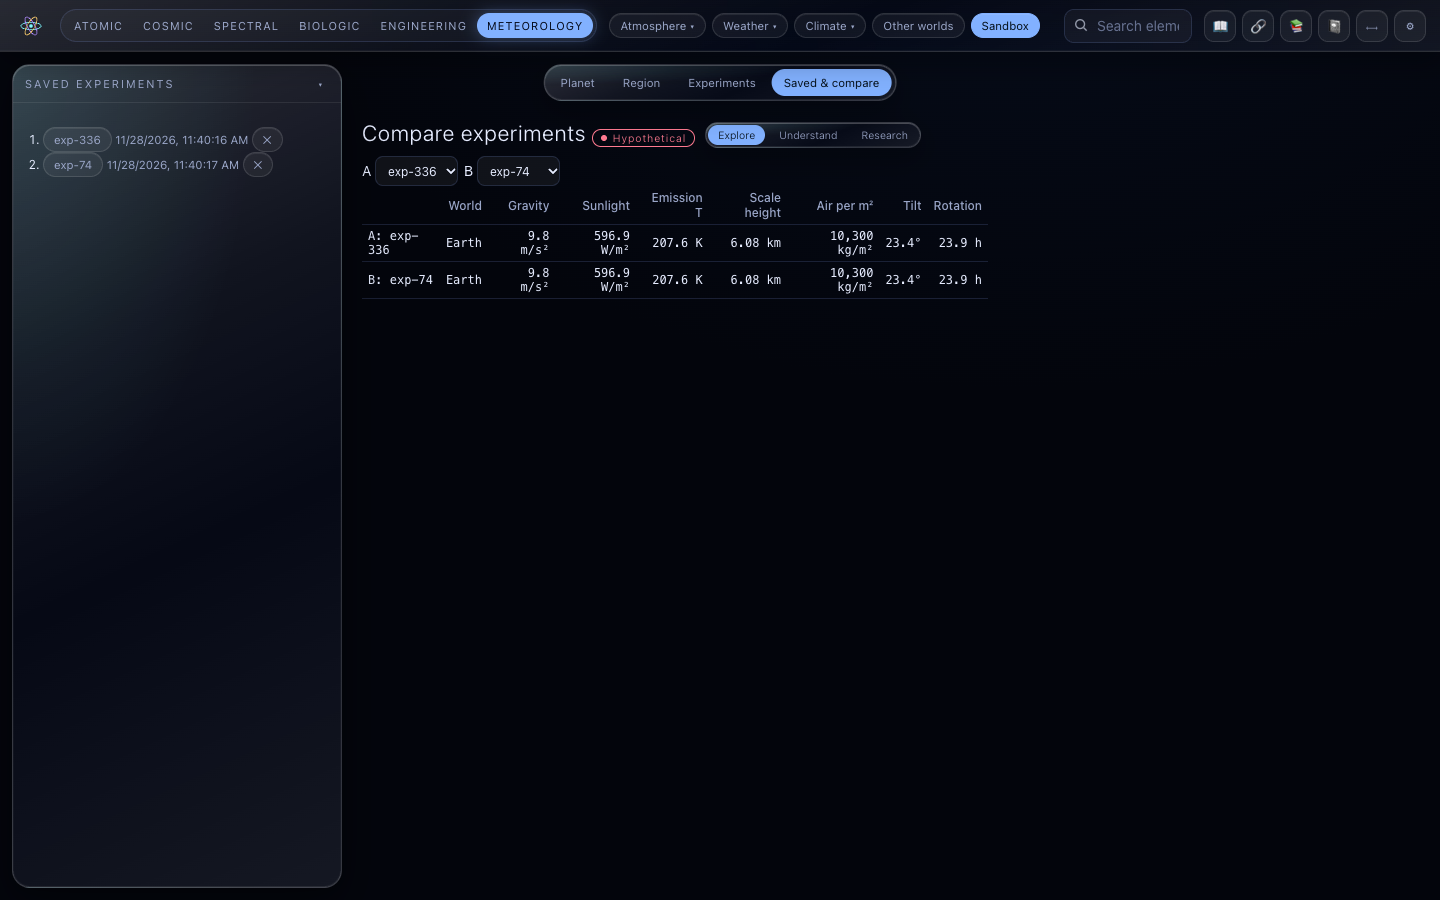 ATOMIC COSMIC SPECTRAL BIOLOGIC ENGINEERING METEOROLOGY Atmosphere ▾ Weather ▾ Climate ▾ Other worlds Sandbox Search eleme
SAVED EXPERIMENTS
Planet Region Experiments Saved & compare
1. exp-336 11/28/2026, 11:40:16 AM ×
2. exp-74 11/28/2026, 11:40:17 AM ×
Compare experiments Hypothetical Explore Understand Research
A exp-336 B exp-74
World Gravity Sunlight Emission T Scale height Air per m² Tilt Rotation
A: exp-336 Earth 9.8 m/s² 596.9 W/m² 207.6 K 6.08 km 10,300 kg/m² 23.4° 23.9 h
B: exp-74 Earth 9.8 m/s² 596.9 W/m² 207.6 K 6.08 km 10,300 kg/m² 23.4° 23.9 h